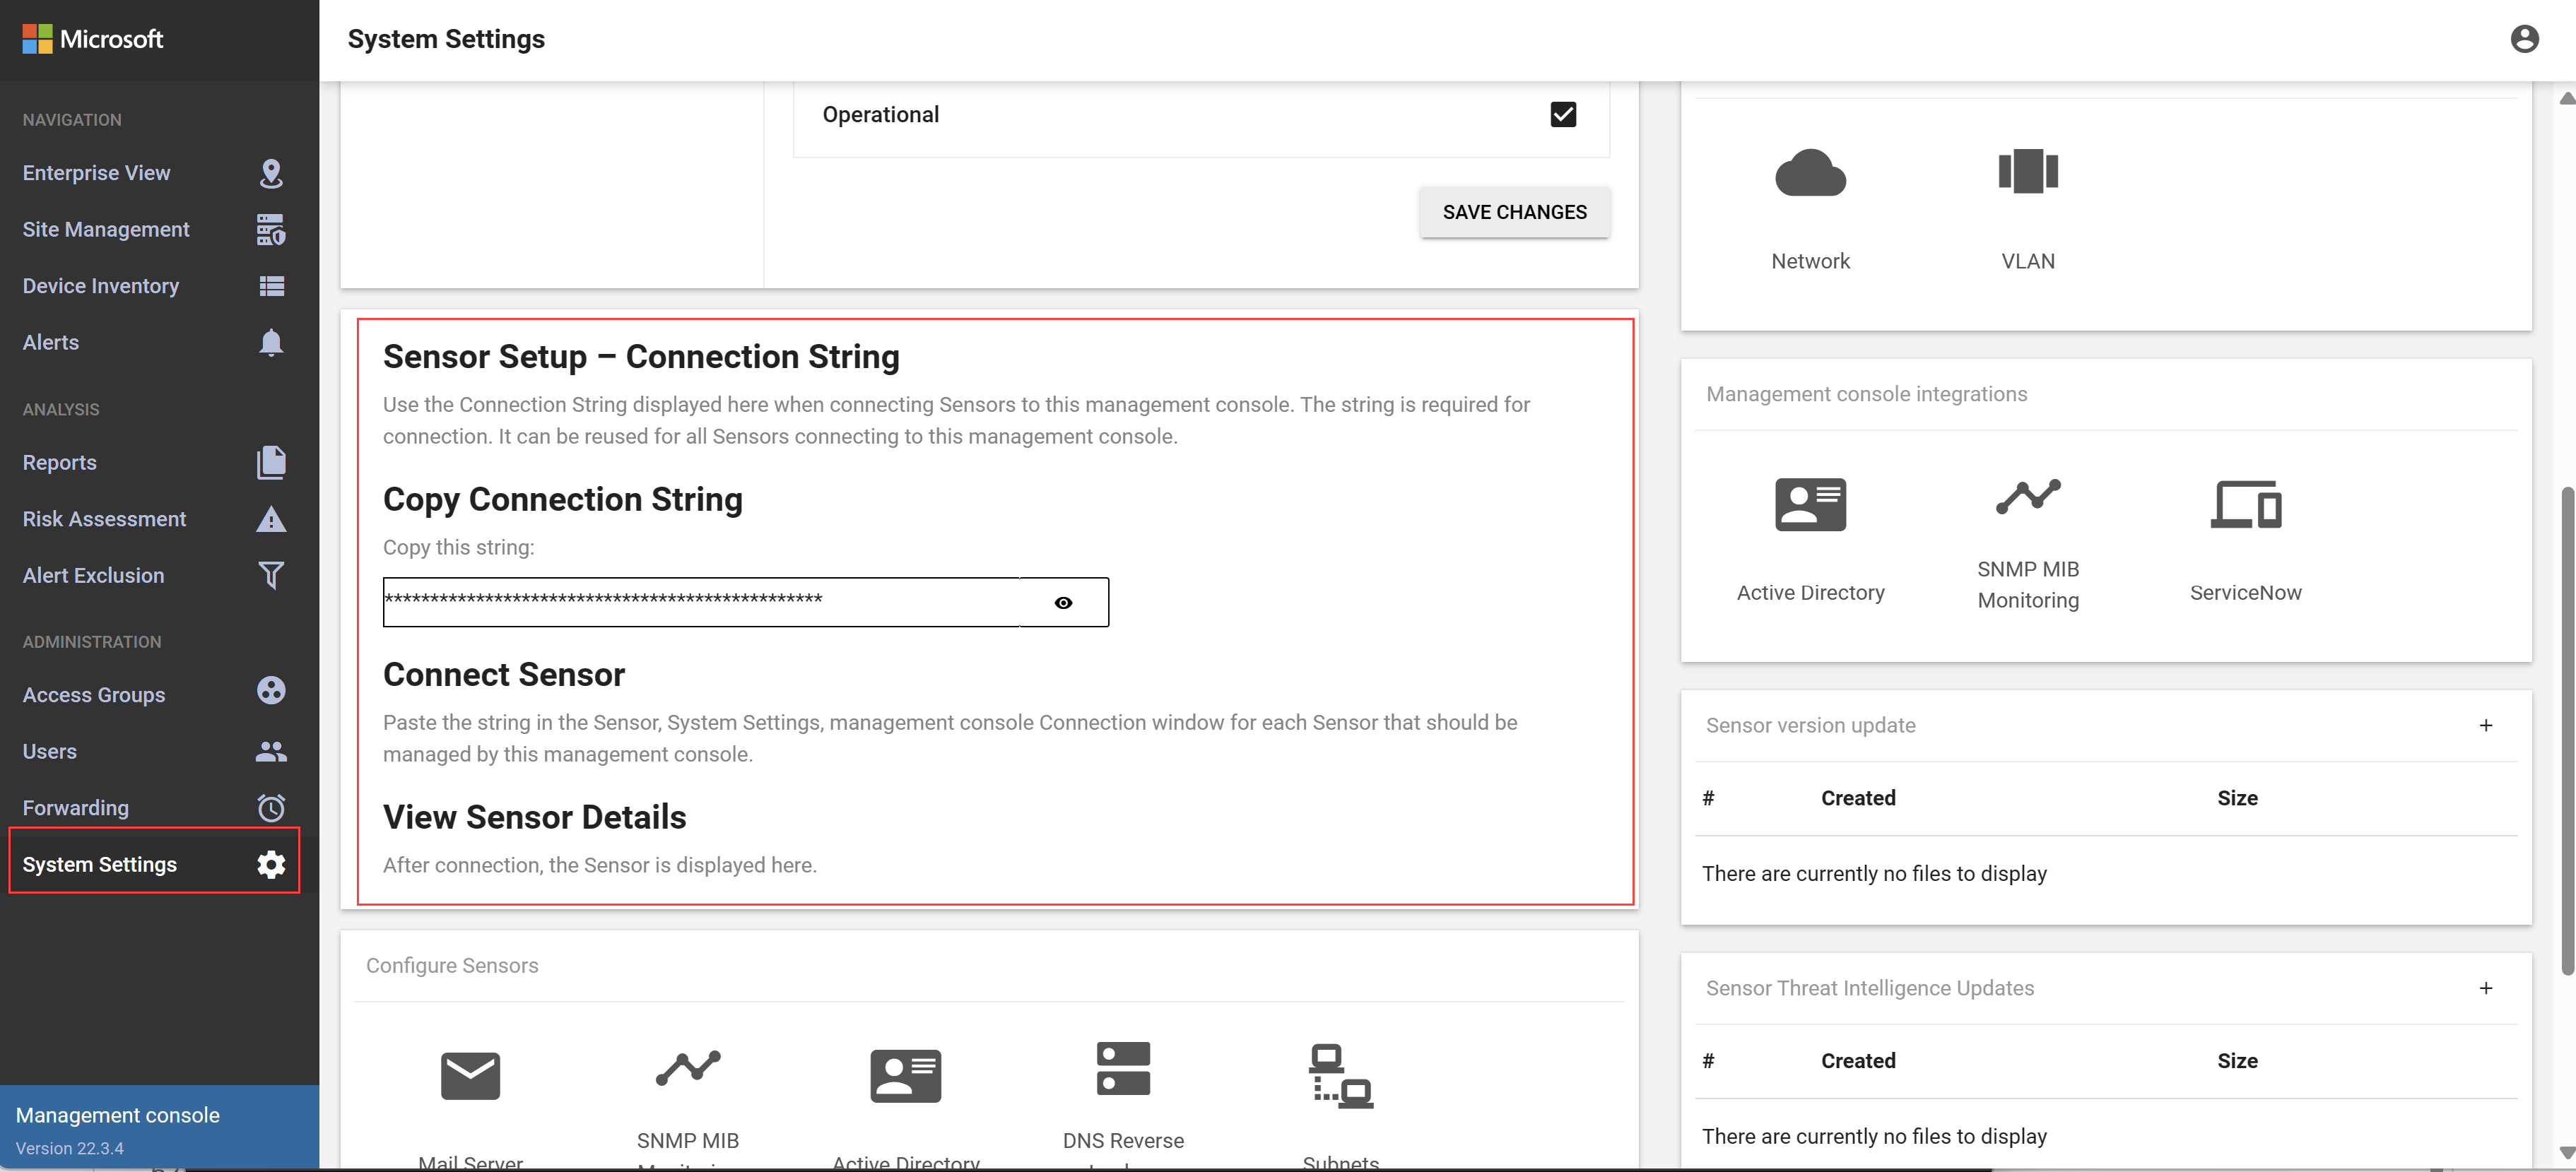 Microsoft
System Settings
NAVIGATION
Enterprise View
Site Management
Device Inventory
Alerts
ANALYSIS
Reports
Risk Assessment
Alert Exclusion
ADMINISTRATION
Access Groups
Users
Forwarding
System Settings
Management console
Version 22.3.4
Operational
SAVE CHANGES
Sensor Setup – Connection String
Use the Connection String displayed here when connecting Sensors to this management console. The string is required for
connection. It can be reused for all Sensors connecting to this management console.
Copy Connection String
Copy this string:
************************************************
Connect Sensor
Paste the string in the Sensor, System Settings, management console Connection window for each Sensor that should be
managed by this management console.
View Sensor Details
After connection, the Sensor is displayed here.
Configure Sensors
Mail Server
SNMP MIB
Active Directory
DNS Reverse
Subnets
Network
VLAN
Management console integrations
Active Directory
SNMP MIB
Monitoring
ServiceNow
Sensor version update +
# Created Size
There are currently no files to display
Sensor Threat Intelligence Updates +
# Created Size
There are currently no files to display